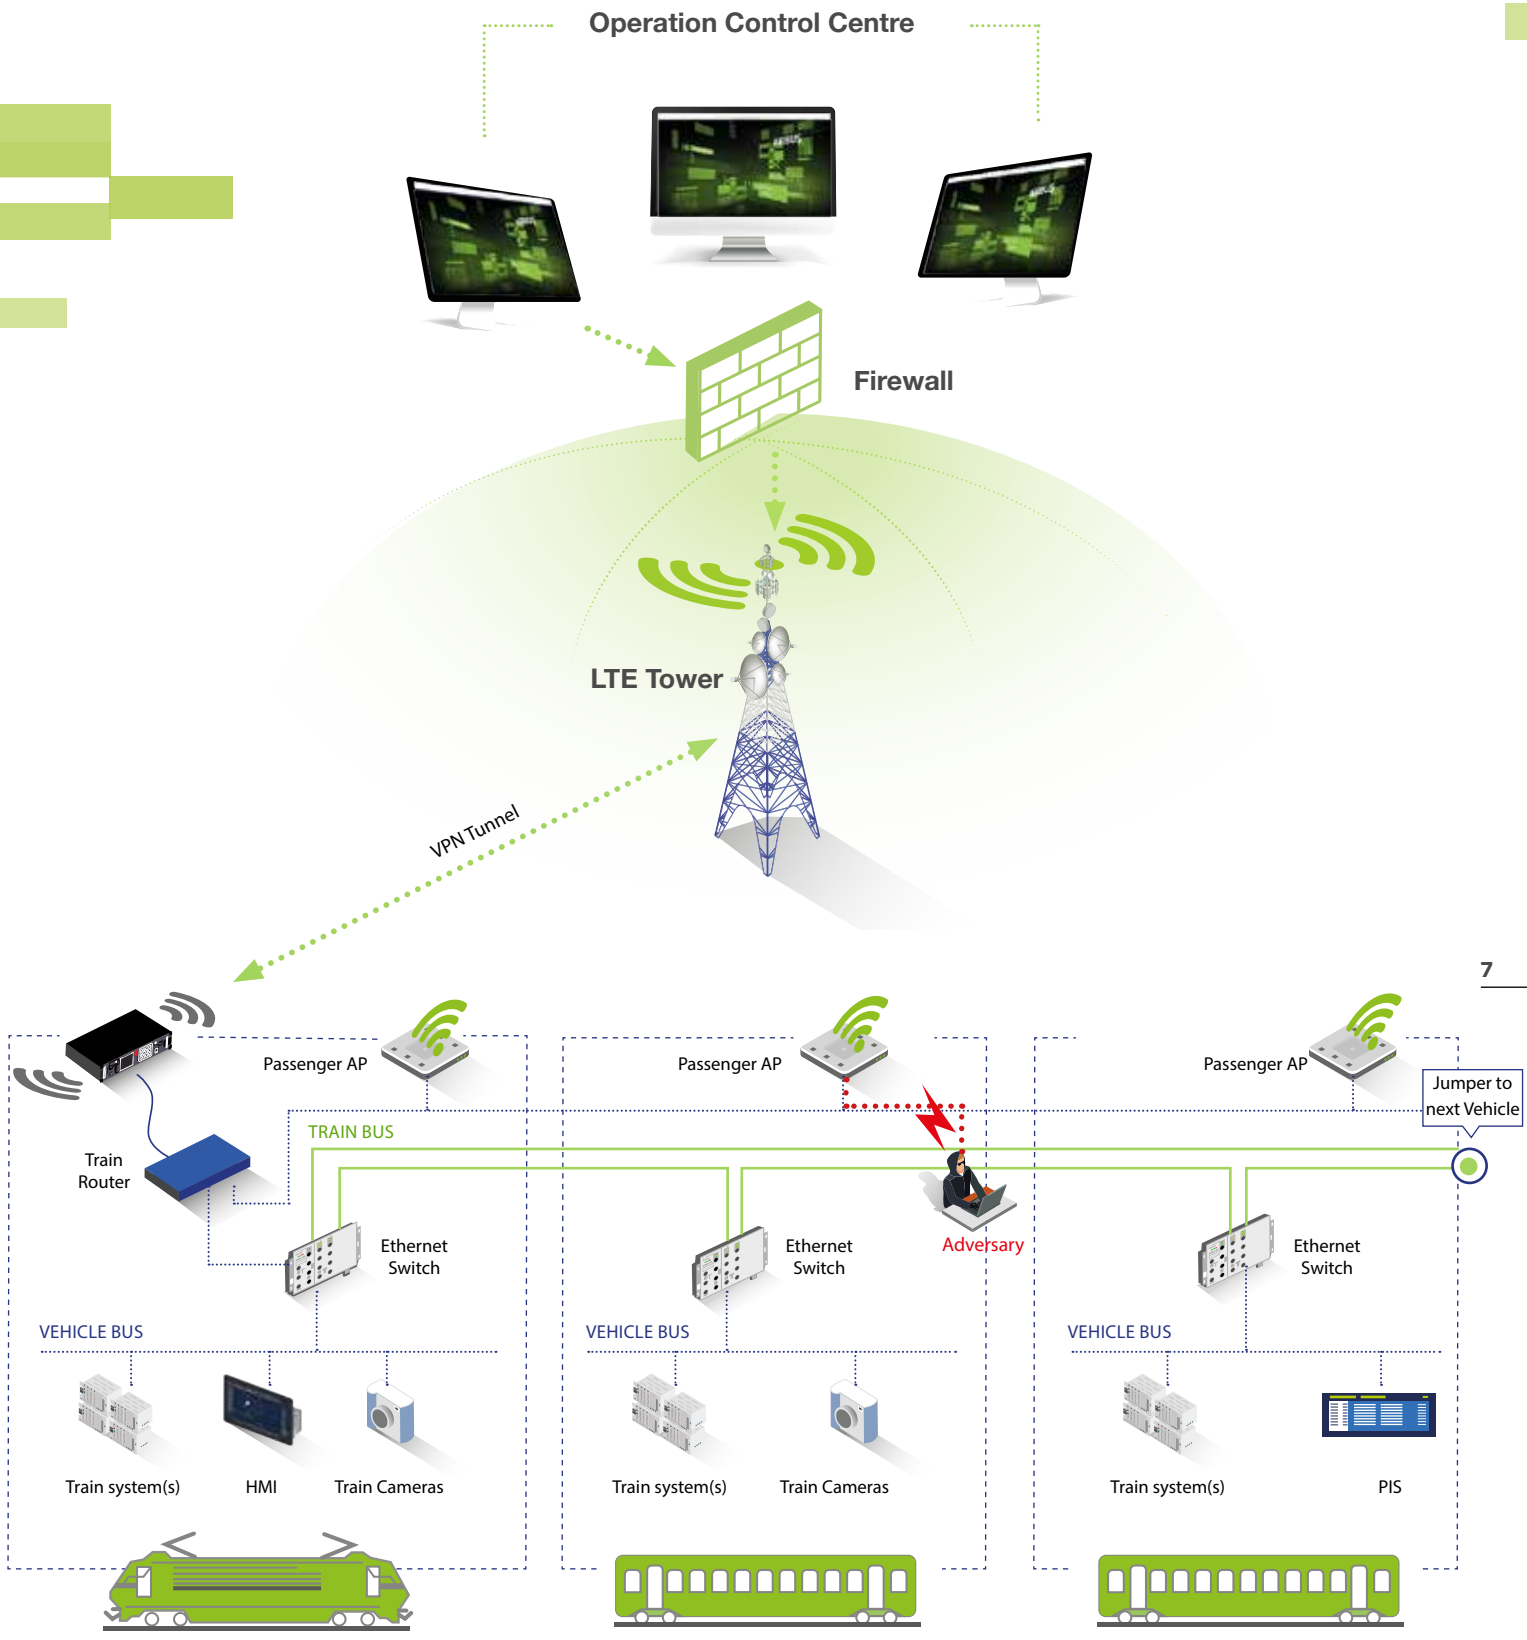 Operation Control Centre
Firewall
LTE Tower
VPN Tunnel
7
Passenger AP
Passenger AP
Passenger AP
Jumper to
next Vehicle
TRAIN BUS
Train
Router
Ethernet
Switch
Ethernet
Switch
Adversary
Ethernet
Switch
VEHICLE BUS
VEHICLE BUS
VEHICLE BUS
Train system(s)
HMI
Train Cameras
Train system(s)
Train Cameras
Train system(s)
PIS